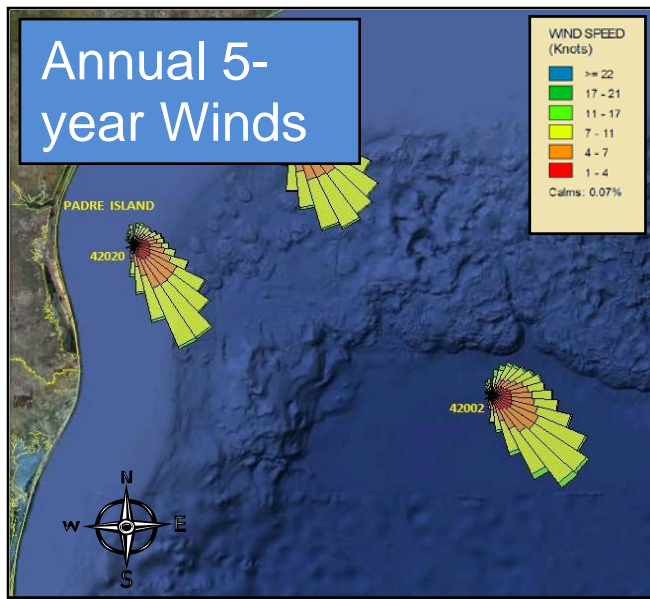 Annual 5-
year Winds
WIND SPEED
(Knots)
>= 22
17 - 21
11 - 17
7 - 11
4 - 7
1 - 4
Calms: 0.07%
PADRE ISLAND
42020
42002
N
W
E
S